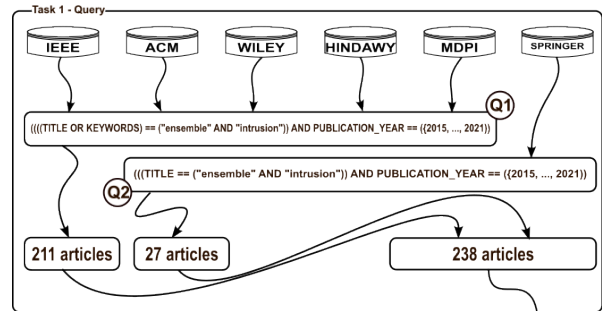 Task 1 - Query
IEEE ACM WILEY HINDAWY MDPI SPRINGER
Q1
((((TITLE OR KEYWORDS) == ("ensemble" AND "intrusion")) AND PUBLICATION_YEAR == ({2015, ..., 2021))
(((TITLE == ("ensemble" AND "intrusion")) AND PUBLICATION_YEAR == ({2015, ..., 2021))
Q2
211 articles 27 articles 238 articles